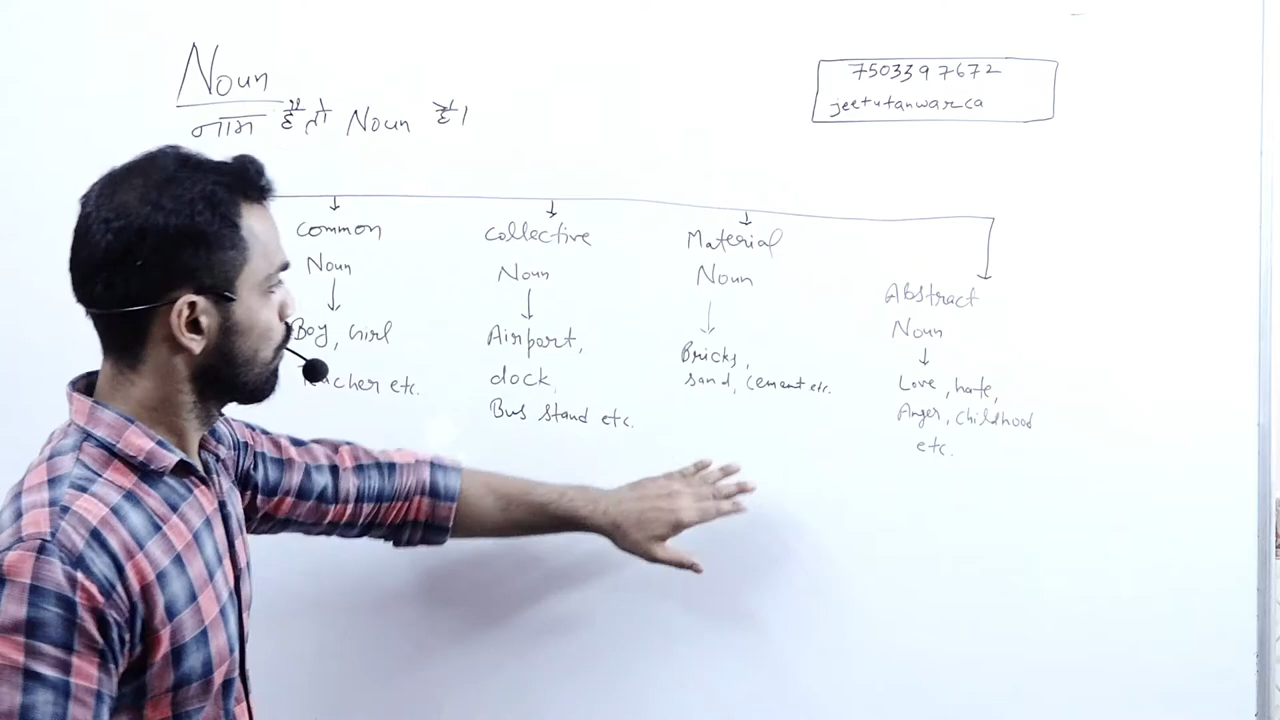 Noun
नाम है तो Noun है।
7503397672
jeetutanwarca
Common
Noun
Boy, Girl
Teacher etc.
Collective
Noun
Airport,
dock,
Bus stand etc.
Material
Noun
Bricks,
sand, cement etc.
Abstract
Noun
Love, hate,
Anger, childhood
etc.